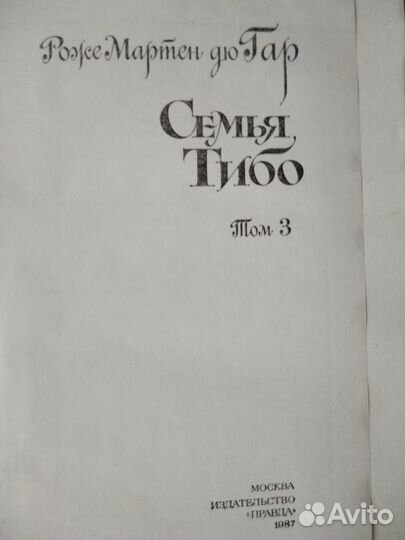 Роже Мартен дю Гар
Семья
Тибо
Том 3
МОСКВА
ИЗДАТЕЛЬСТВО
«ПРАВДА»
1987
Avito